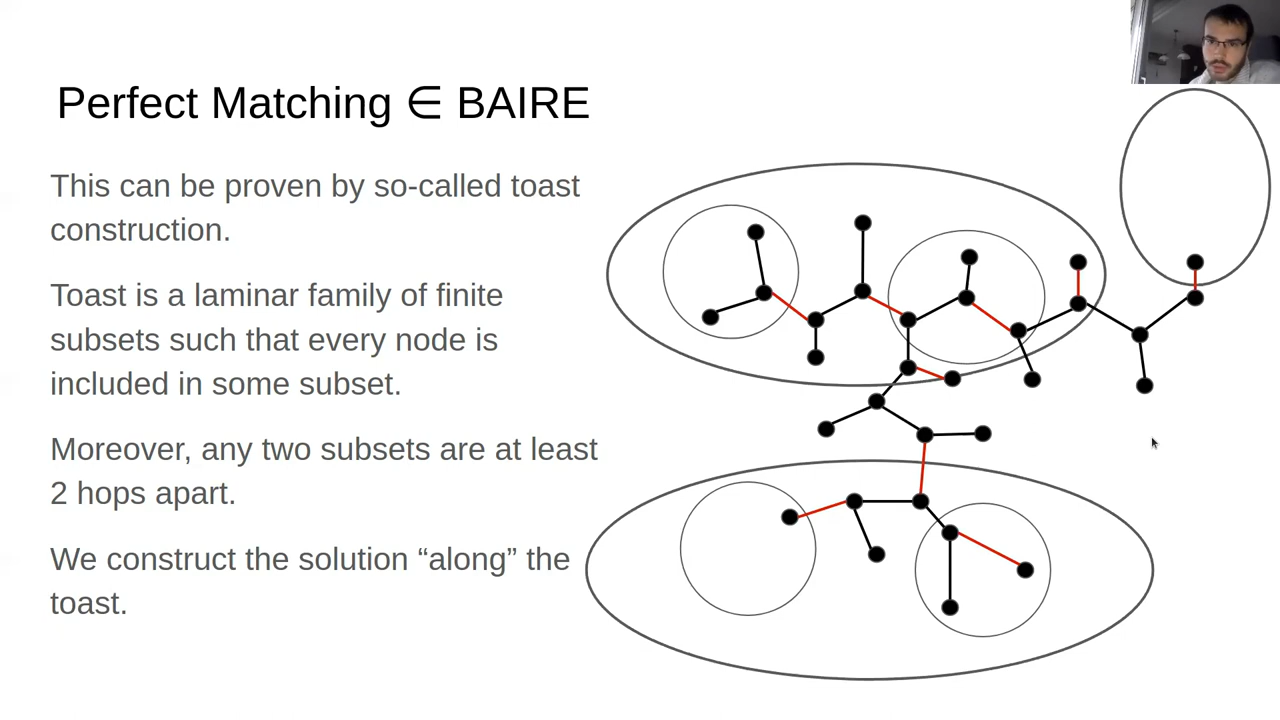 Perfect Matching ∈ BAIRE
This can be proven by so-called toast
construction.
Toast is a laminar family of finite
subsets such that every node is
included in some subset.
Moreover, any two subsets are at least
2 hops apart.
We construct the solution “along” the
toast.